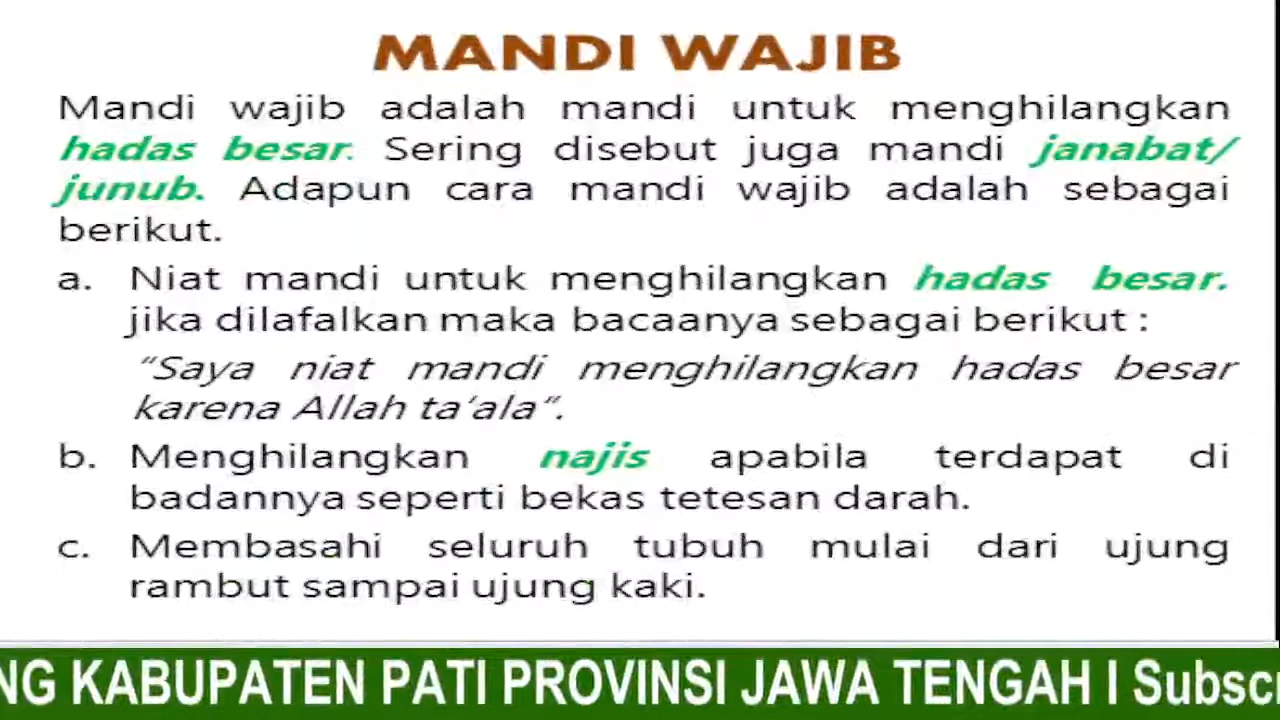 MANDI WAJIB
Mandi wajib adalah mandi untuk menghilangkan
hadas besar. Sering disebut juga mandi janabat/
junub. Adapun cara mandi wajib adalah sebagai
berikut.
a. Niat mandi untuk menghilangkan hadas besar.
jika dilafalkan maka bacaanya sebagai berikut :
“Saya niat mandi menghilangkan hadas besar
karena Allah ta’ala“.
b. Menghilangkan najis apabila terdapat di
badannya seperti bekas tetesan darah.
c. Membasahi seluruh tubuh mulai dari ujung
rambut sampai ujung kaki.
NG KABUPATEN PATI PROVINSI JAWA TENGAH I Subscr